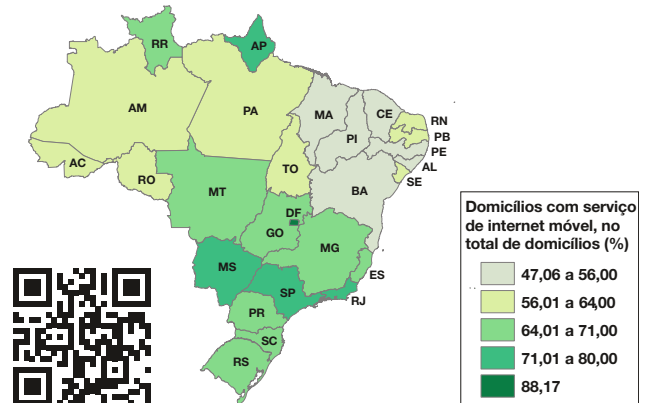 RR
AP
AM
PA
MA
CE
RN
PI
PB
PE
AC
TO
AL
RO
SE
MT
BA
DF
GO
MG
MS
ES
SP
RJ
PR
SC
RS
Domicílios com serviço
de internet móvel, no
total de domicílios (%)
47,06 a 56,00
56,01 a 64,00
64,01 a 71,00
71,01 a 80,00
88,17